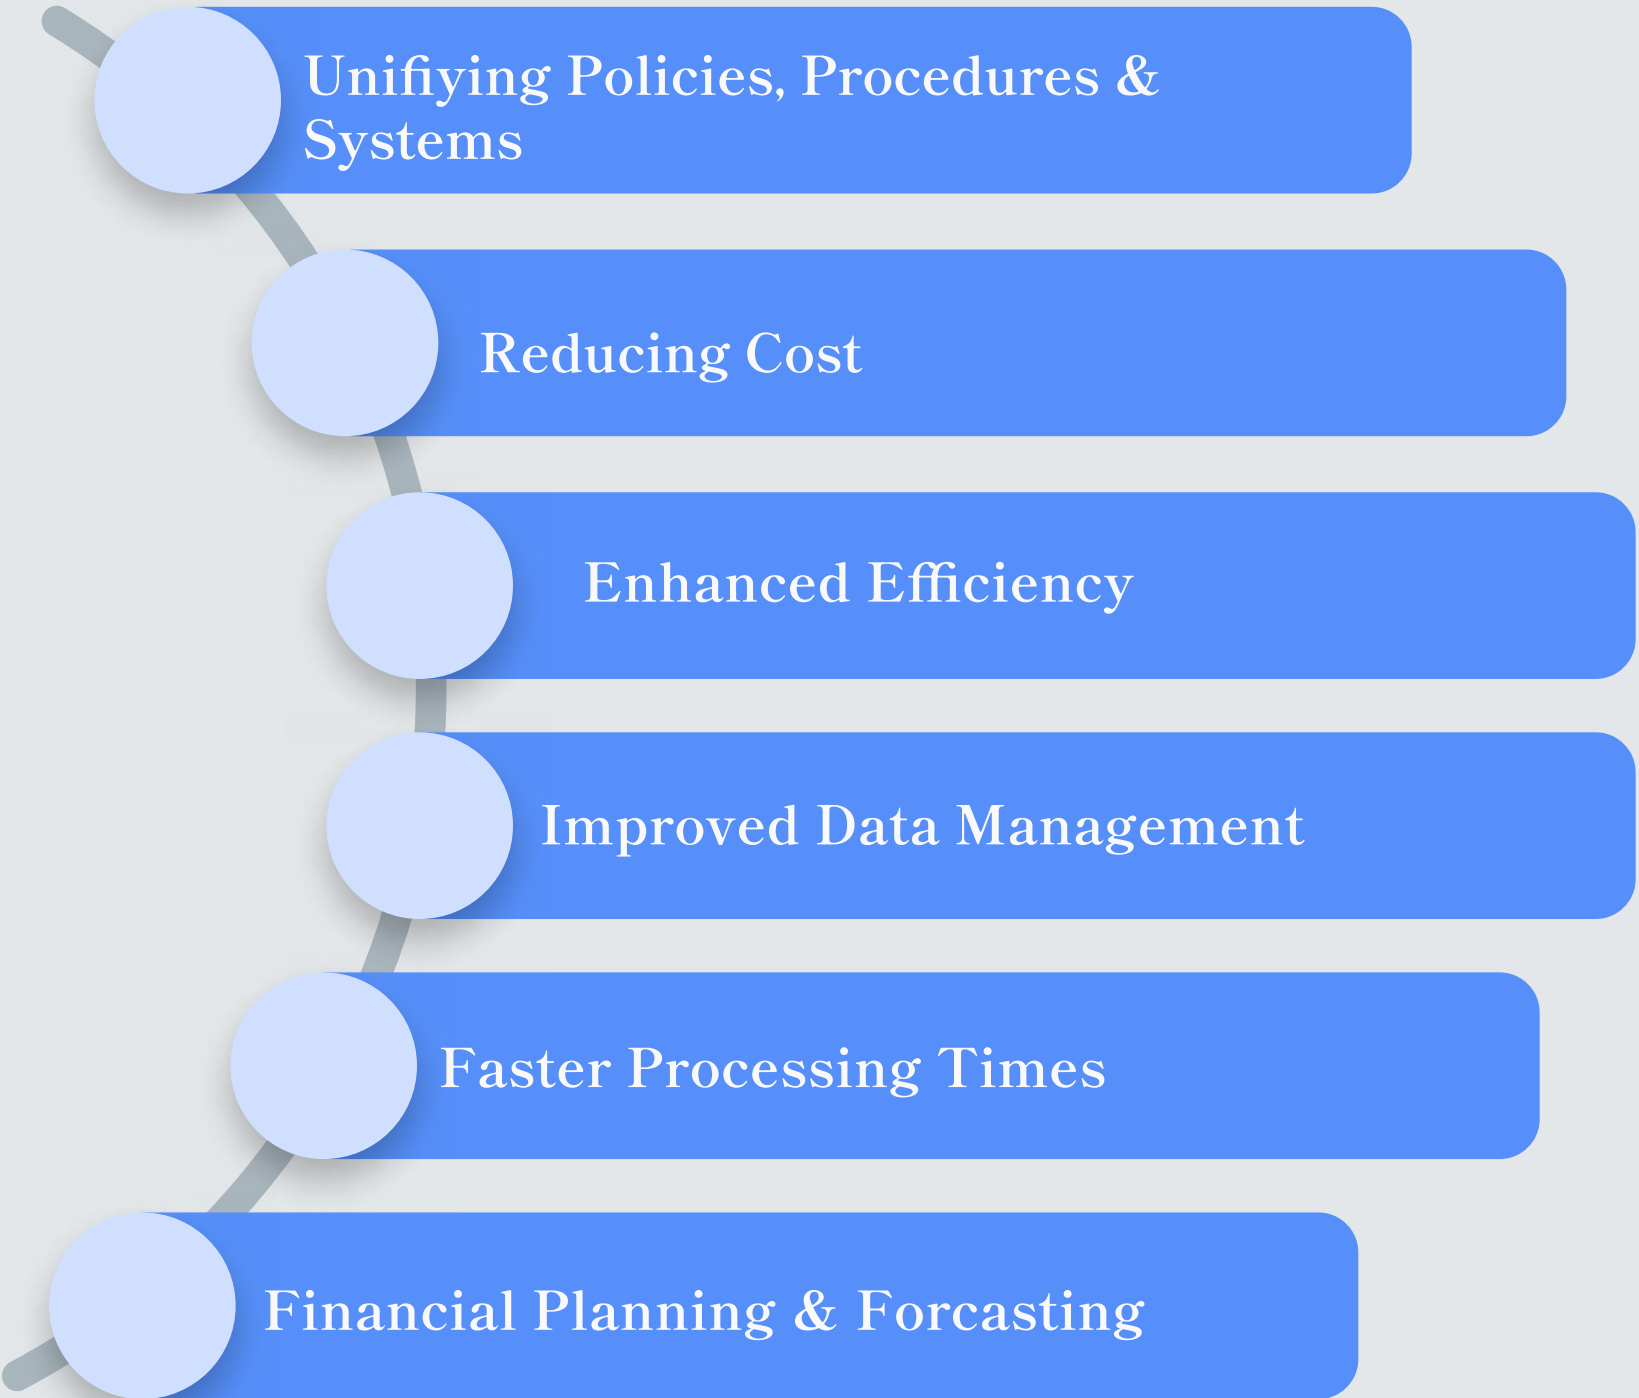 Unifiying Policies, Procedures &
Systems
Reducing Cost
Enhanced Efficiency
Improved Data Management
Faster Processing Times
Financial Planning & Forcasting